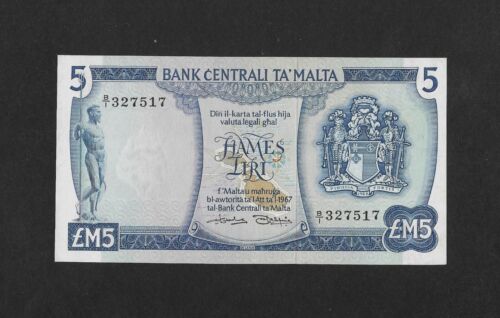 5 BANK ĊENTRALI TA' MALTA 5
B/1 327517
Din il-karta tal-flus hija
valuta legali għal
ĦAMES
LIRI
f'Malta u maħruġa
bl-awtorità ta l-Att ta l-1967
tal-Bank Ċentrali ta Malta
B/1 327517
£M5
£M5